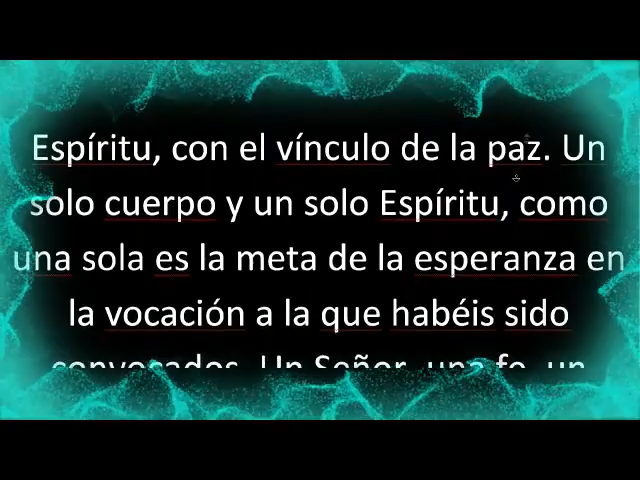 Espíritu, con el vínculo de la paz. Un
solo cuerpo y un solo Espíritu, como
una sola es la meta de la esperanza en
la vocación a la que habéis sido
convocados. Un Señor, una fe, un